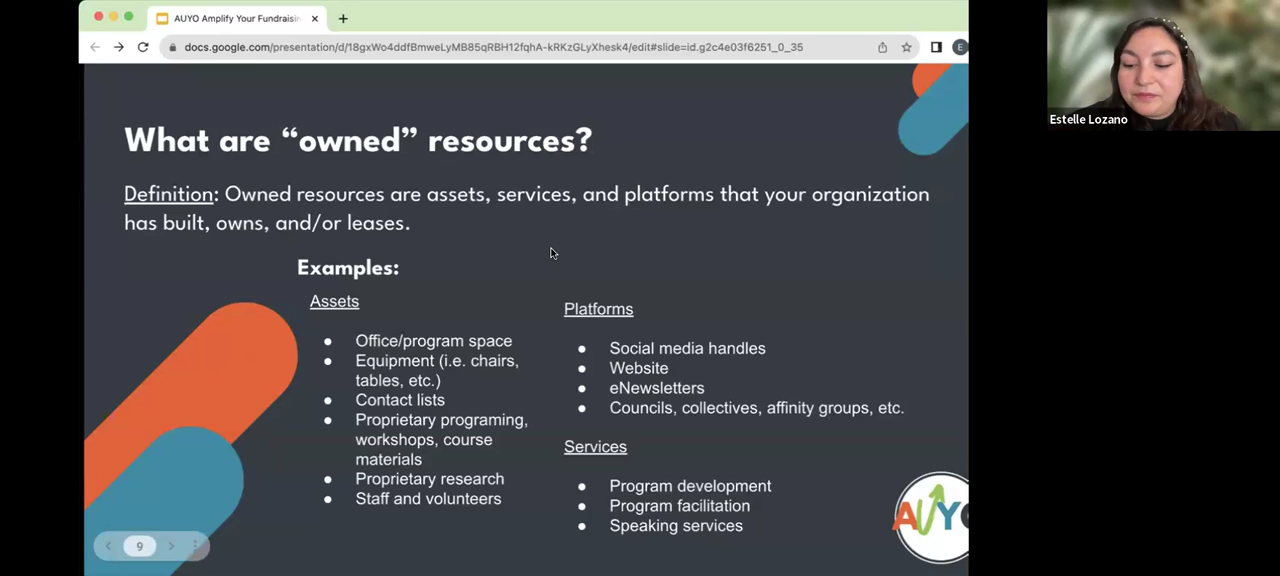 AUYO Amplify Your Fundraisin
docs.google.com/presentation/d/18gxWo4ddfBmweLyMB85qRBH12fqhA-kRKzGLyXhesk4/edit#slide=id.g2c4e03f6251_0_35
E
Estelle Lozano
What are “owned” resources?
Definition: Owned resources are assets, services, and platforms that your organization
has built, owns, and/or leases.
Examples:
Assets
● Office/program space
● Equipment (i.e. chairs,
tables, etc.)
● Contact lists
● Proprietary programing,
workshops, course
materials
● Proprietary research
● Staff and volunteers
Platforms
● Social media handles
● Website
● eNewsletters
● Councils, collectives, affinity groups, etc.
Services
● Program development
● Program facilitation
● Speaking services
AUYO
9